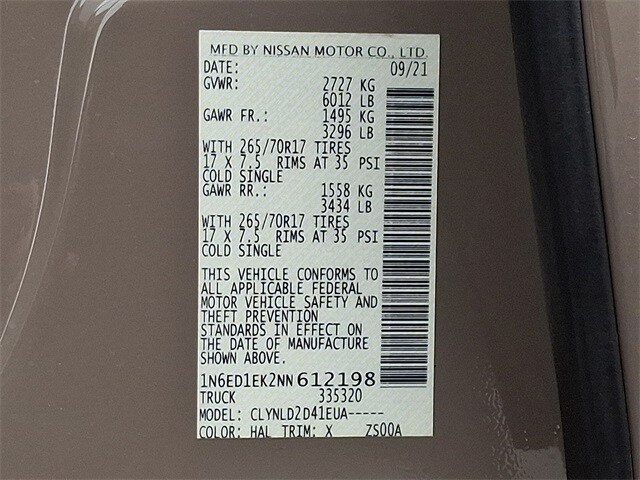 MFD BY NISSAN MOTOR CO., LTD.
DATE: 09/21
GVWR: 2727 KG
6012 LB
GAWR FR.: 1495 KG
3296 LB
WITH 265/70R17 TIRES
17 X 7.5 RIMS AT 35 PSI
COLD SINGLE
GAWR RR.: 1558 KG
3434 LB
WITH 265/70R17 TIRES
17 X 7.5 RIMS AT 35 PSI
COLD SINGLE
THIS VEHICLE CONFORMS TO
ALL APPLICABLE FEDERAL
MOTOR VEHICLE SAFETY AND
THEFT PREVENTION
STANDARDS IN EFFECT ON
THE DATE OF MANUFACTURE
SHOWN ABOVE.
1N6ED1EK2NN612198
TRUCK 335320
MODEL: CLYNLD2D41EUA-----
COLOR: HAL TRIM: X ZS00A